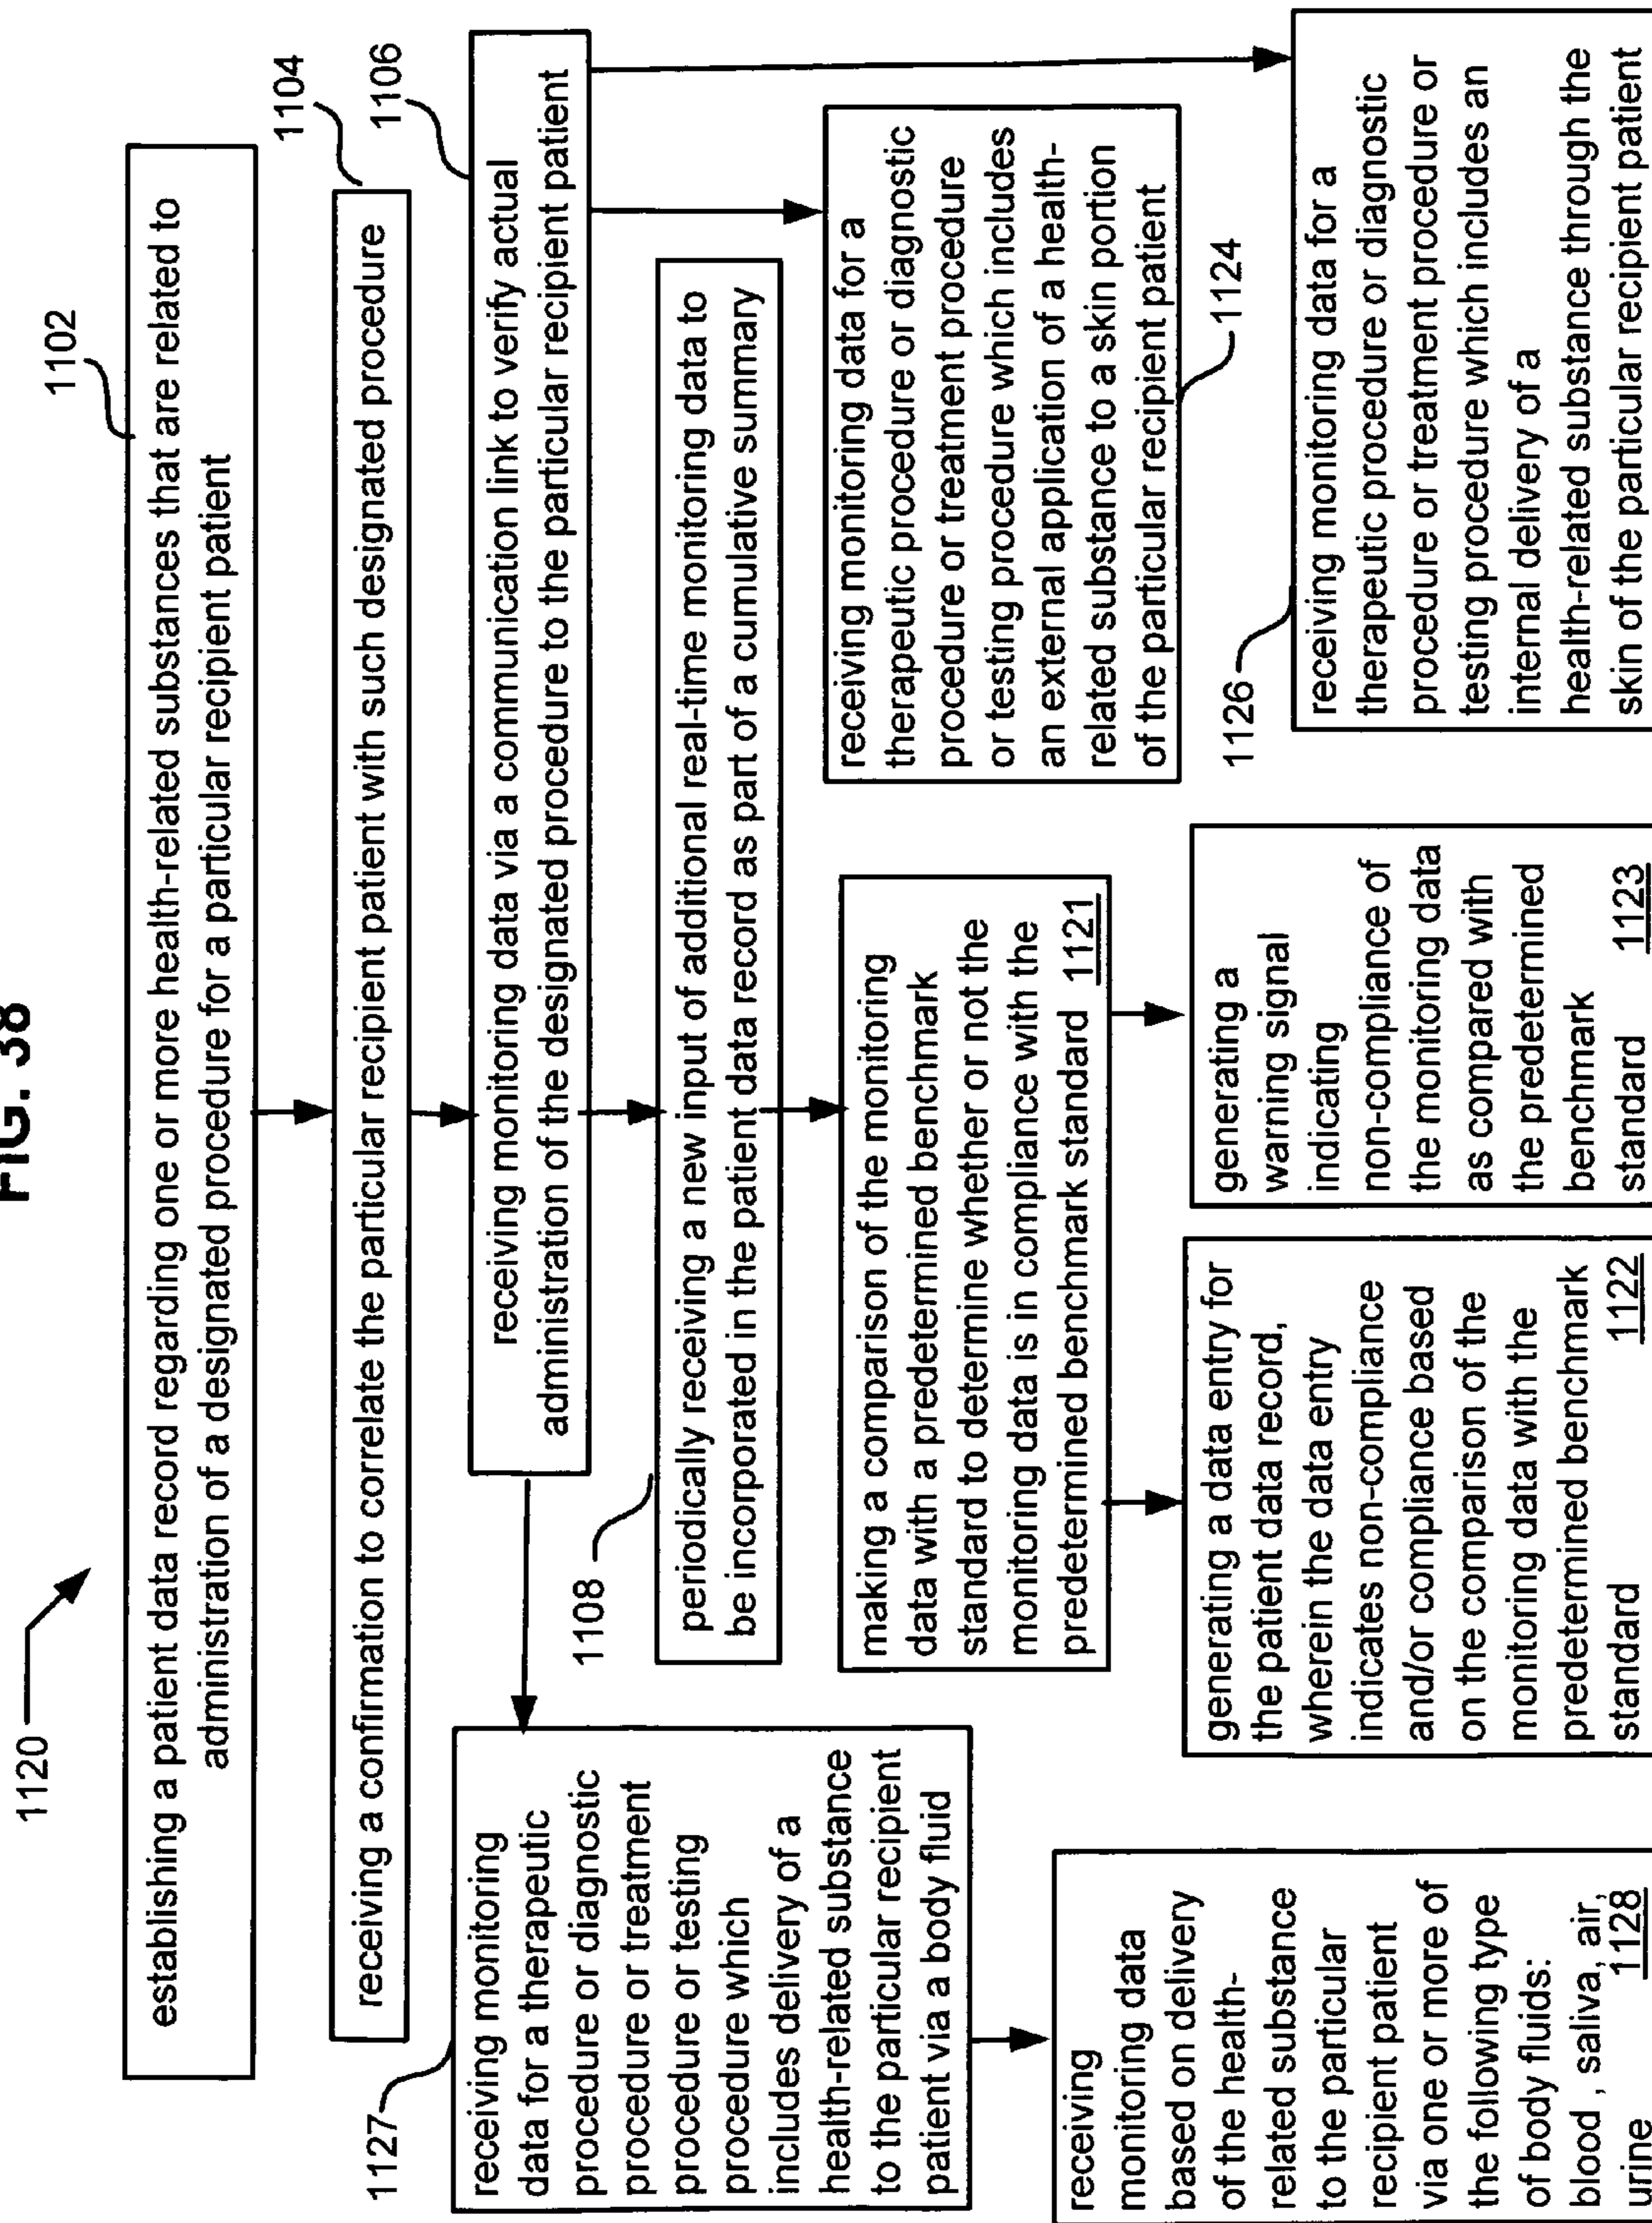 FIG. 38
1120
1102
establishing a patient data record regarding one or more health-related substances that are related to
administration of a designated procedure for a particular recipient patient
1104
receiving a confirmation to correlate the particular recipient patient with such designated procedure
1106
receiving monitoring data via a communication link to verify actual
administration of the designated procedure to the particular recipient patient
1108
periodically receiving a new input of additional real-time monitoring data to
be incorporated in the patient data record as part of a cumulative summary
1127
receiving monitoring
data for a therapeutic
procedure or diagnostic
procedure or treatment
procedure or testing
procedure which
includes delivery of a
health-related substance
to the particular recipient
patient via a body fluid
receiving
monitoring data
based on delivery
of the health-
related substance
to the particular
recipient patient
via one or more of
the following type
of body fluids:
blood , saliva, air,
urine 1128
making a comparison of the monitoring
data with a predetermined benchmark
standard to determine whether or not the
monitoring data is in compliance with the
predetermined benchmark standard 1121
generating a data entry for
the patient data record,
wherein the data entry
indicates non-compliance
and/or compliance based
on the comparison of the
monitoring data with the
predetermined benchmark
standard 1122
generating a
warning signal
indicating
non-compliance of
the monitoring data
as compared with
the predetermined
benchmark
standard 1123
receiving monitoring data for a
therapeutic procedure or diagnostic
procedure or treatment procedure
or testing procedure which includes
an external application of a health-
related substance to a skin portion
of the particular recipient patient
1124
1126
receiving monitoring data for a
therapeutic procedure or diagnostic
procedure or treatment procedure or
testing procedure which includes an
internal delivery of a
health-related substance through the
skin of the particular recipient patient